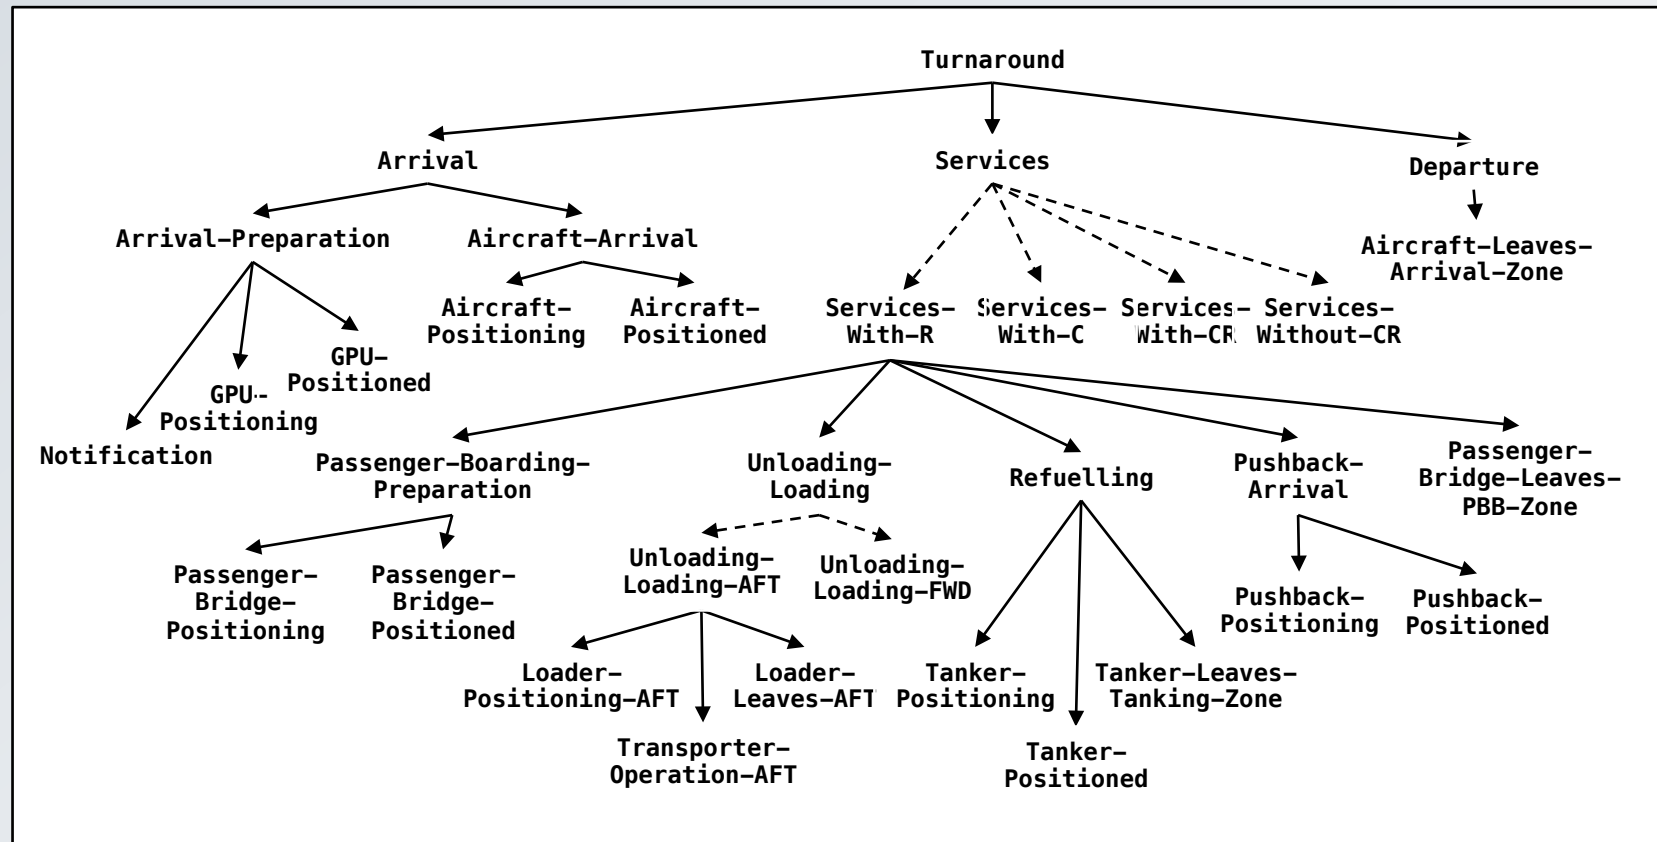 Turnaround
Arrival
Services
Departure
Arrival-Preparation
Aircraft-Arrival
Aircraft-Leaves-
Arrival-Zone
Aircraft-
Positioning
Aircraft-
Positioned
Services-
With-R
Services-
With-C
Services-
With-CR
Services-
Without-CR
GPU-
Positioned
GPU-
Positioning
Notification
Passenger-Boarding-
Preparation
Unloading-
Loading
Refuelling
Pushback-
Arrival
Passenger-
Bridge-Leaves-
PBB-Zone
Passenger-
Bridge-
Positioning
Passenger-
Bridge-
Positioned
Unloading-
Loading-AFT
Unloading-
Loading-FWD
Pushback-
Positioning
Pushback-
Positioned
Loader-
Positioning-AFT
Loader-
Leaves-AFT
Tanker-
Positioning
Tanker-Leaves-
Tanking-Zone
Transporter-
Operation-AFT
Tanker-
Positioned